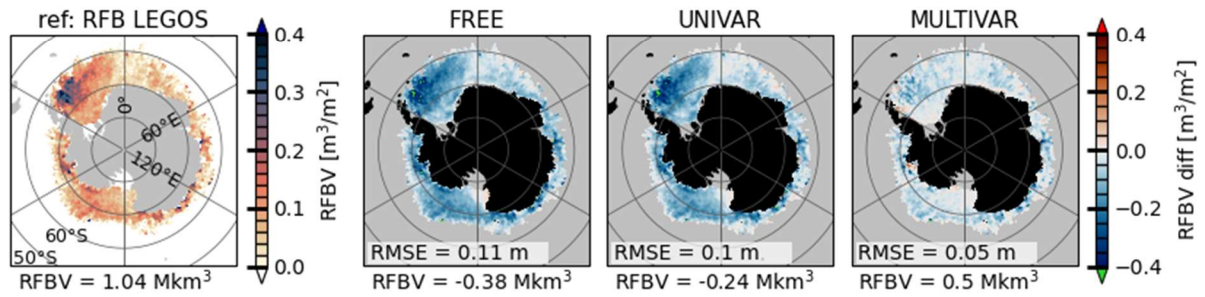 ref: RFB LEGOS
FREE
UNIVAR
MULTIVAR
0°
60°E
120°E
60°S
50°S
RFBV = 1.04 Mkm³
0.4
0.3
0.2
0.1
0.0
RFBV [m³/m²]
RMSE = 0.11 m
RFBV = -0.38 Mkm³
RMSE = 0.1 m
RFBV = -0.24 Mkm³
RMSE = 0.05 m
RFBV = 0.5 Mkm³
0.4
0.2
0.0
−0.2
−0.4
RFBV diff [m³/m²]